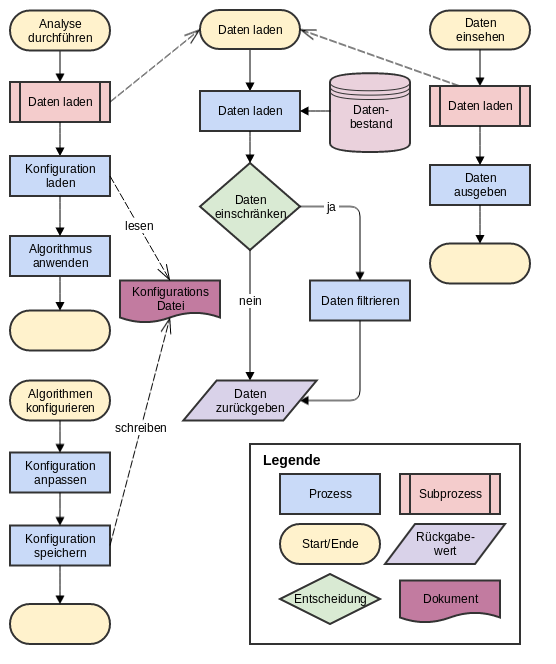 Analyse
durchführen
Daten laden
Konfiguration
laden
Algorithmus
anwenden
Daten laden
Daten laden
Daten-
bestand
Daten
einschränken
ja
nein
Daten filtrieren
Daten
zurückgeben
Daten
einsehen
Daten laden
Daten
ausgeben
lesen
Konfigurations
Datei
schreiben
Algorithmen
konfigurieren
Konfiguration
anpassen
Konfiguration
speichern
Legende
Prozess
Subprozess
Start/Ende
Rückgabe-
wert
Entscheidung
Dokument